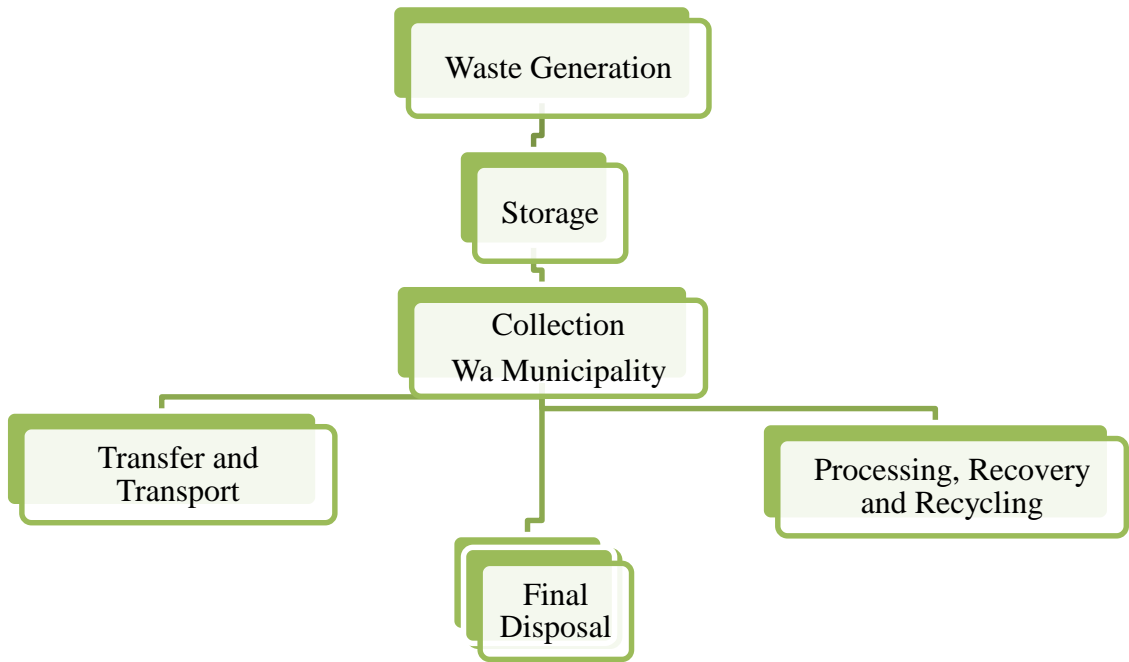 Waste Generation
Storage
Collection
Wa Municipality
Transfer and
Transport
Processing, Recovery
and Recycling
Final
Disposal